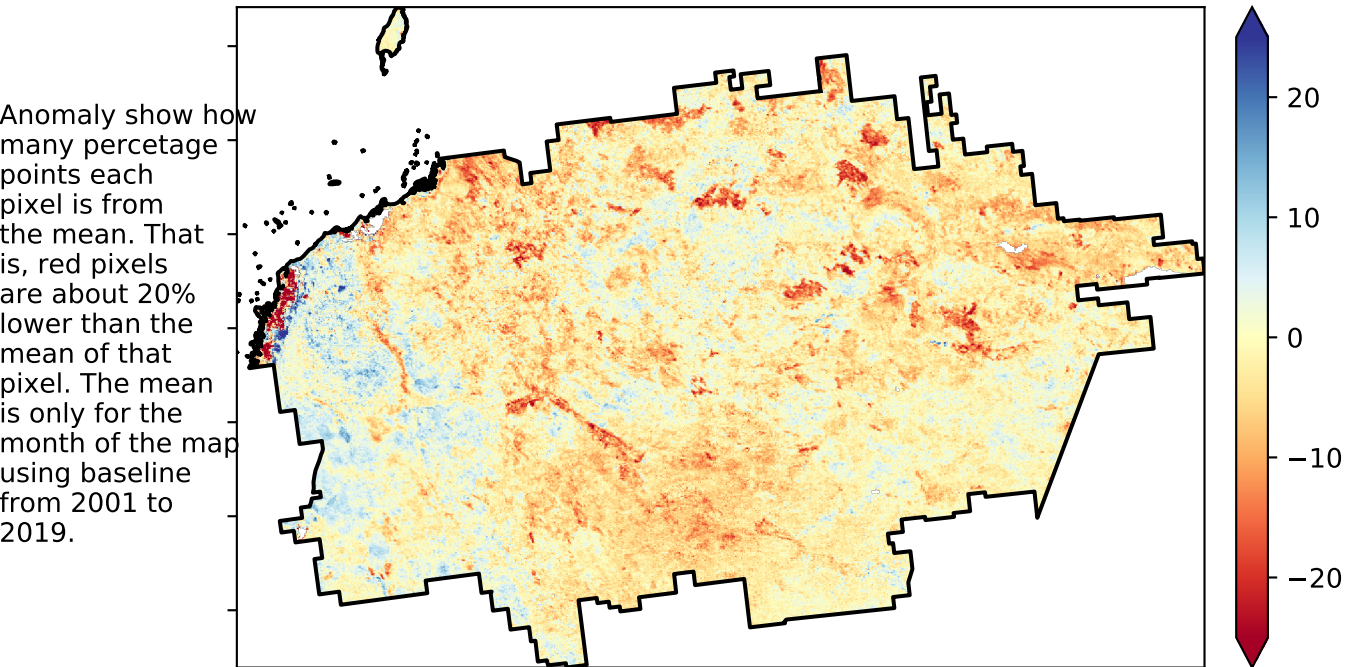 Anomaly show how
many percetage
points each
pixel is from
the mean. That
is, red pixels
are about 20%
lower than the
mean of that
pixel. The mean
is only for the
month of the map
using baseline
from 2001 to
2019.
20
10
0
−10
−20